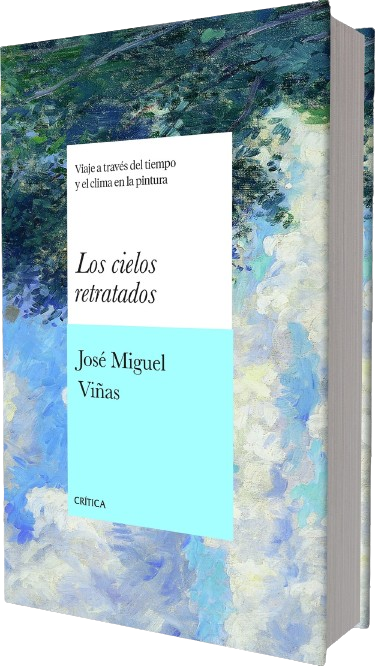 Viaje a través del tiempo
y el clima en la pintura
Los cielos
retratados
José Miguel
Viñas
CRÍTICA